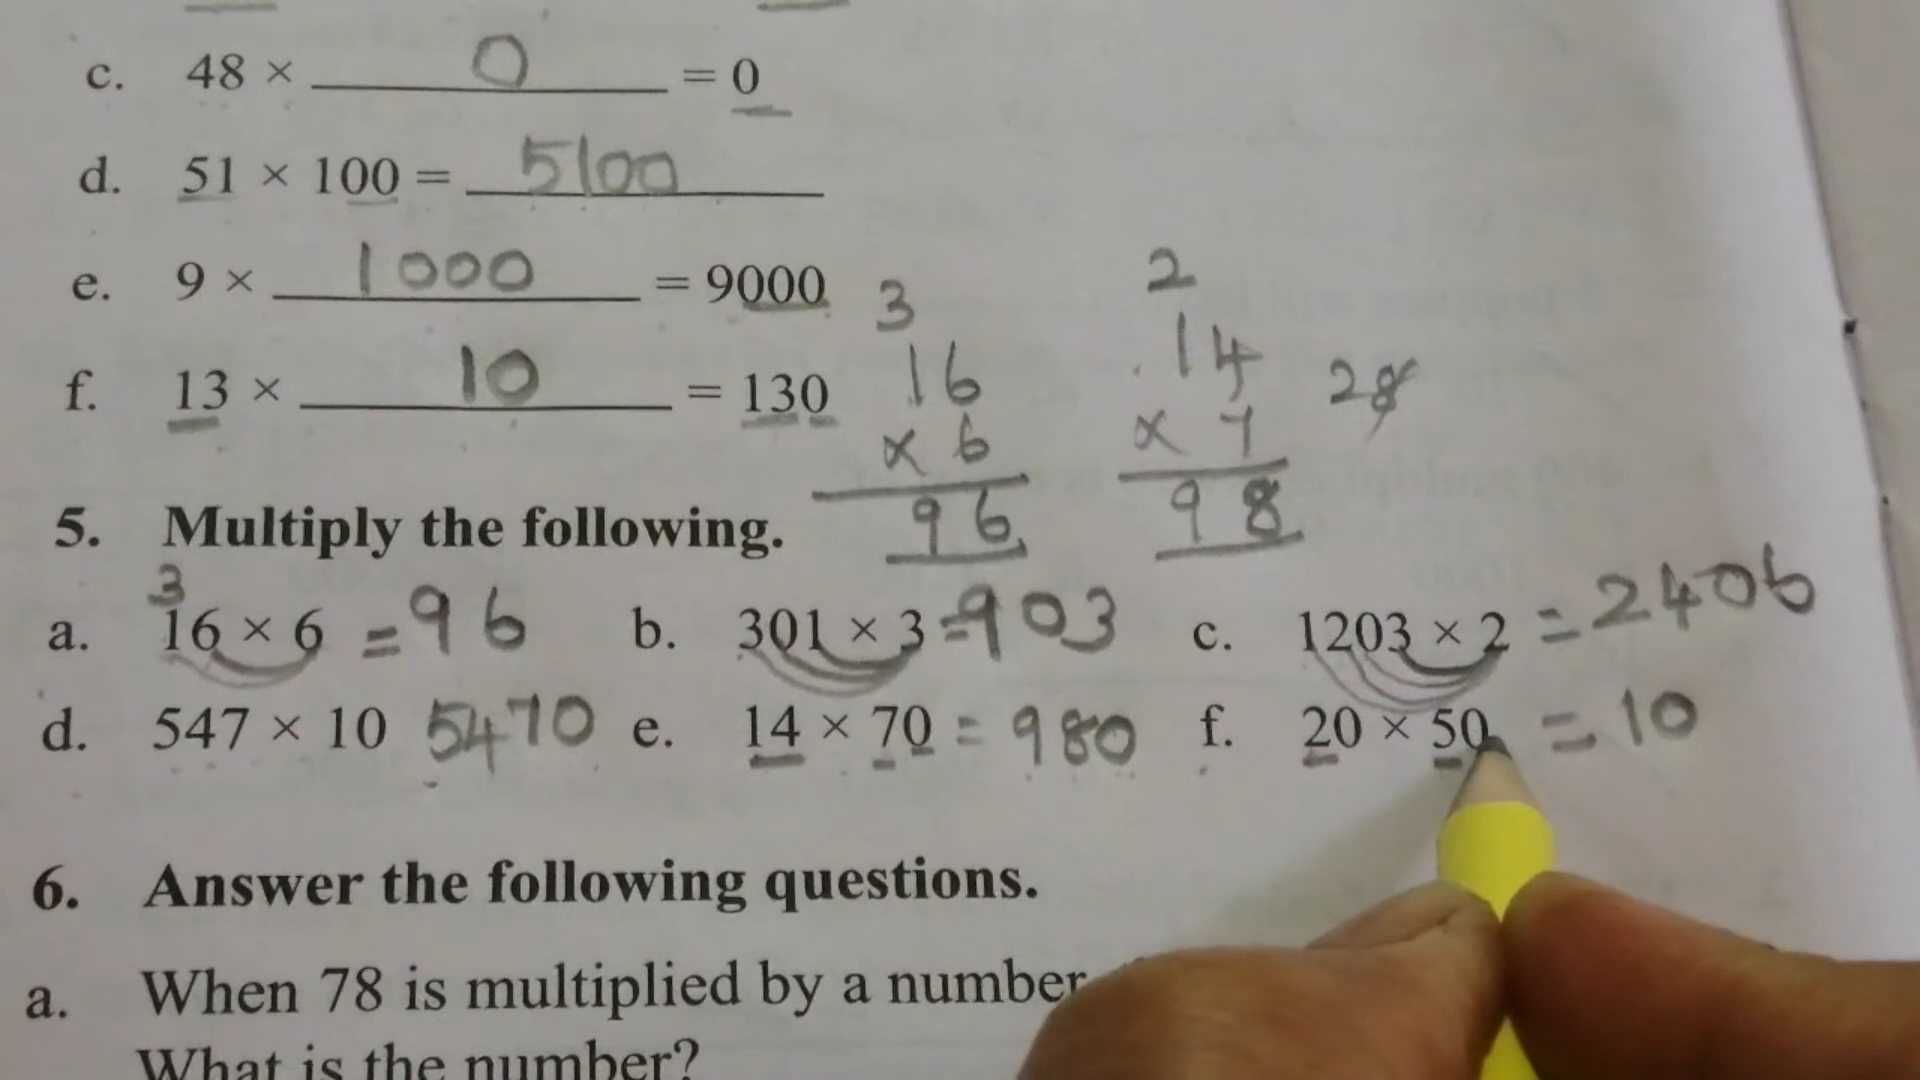 c. 48 × 0 = 0
d. 51 × 100 = 5100
e. 9 × 1000 = 9000
f. 13 × 10 = 130
3
16
× 6
96
2
14
× 7
98
28
5. Multiply the following.
3
a. 16 × 6 = 96 b. 301 × 3 = 903 c. 1203 × 2 = 2406
d. 547 × 10 5470 e. 14 × 70 = 980 f. 20 × 50 = 10
6. Answer the following questions.
a. When 78 is multiplied by a number
What is the number?